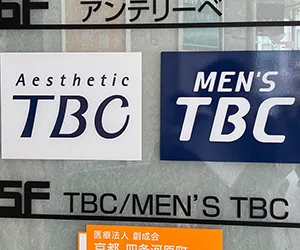 5F アンテリーベ
Aesthetic
TBC
MEN'S
TBC
5F TBC/MEN'S TBC
医療法人 創成会
京都 四条河原町